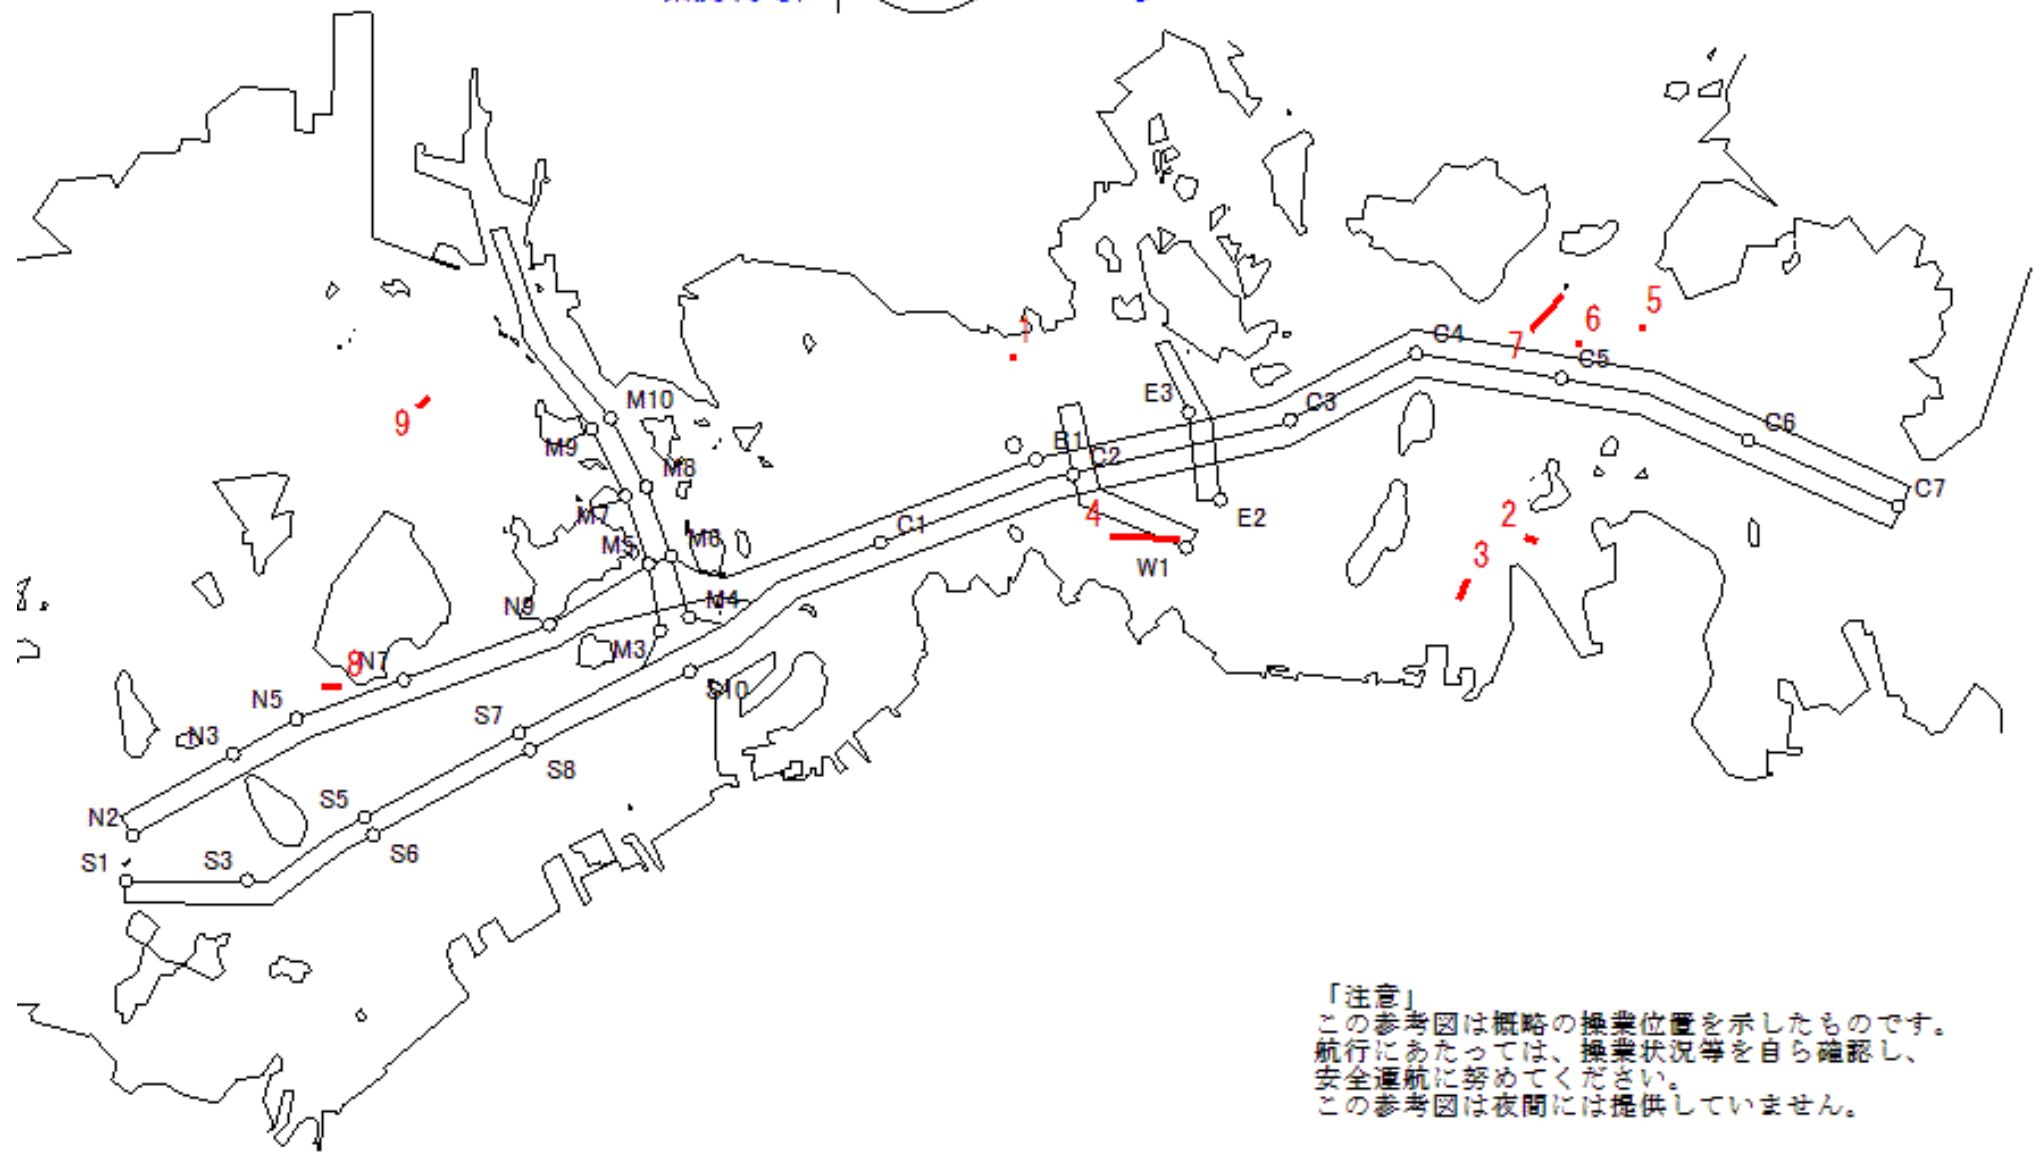 1
5
6
7
C4
C5
9
M10
E3
C3
M9
B1
C6
M8
C2
C7
M7
4
E2
2
C1
M5
M6
3
W1
N9
M4
M3
8
N7
S10
N5
S7
N3
S8
S5
N2
S6
S1
S3
「注意」
この参考図は概略の操業位置を示したものです。
航行にあたっては、操業状況等を自ら確認し、
安全運航に努めてください。
この参考図は夜間には提供していません。